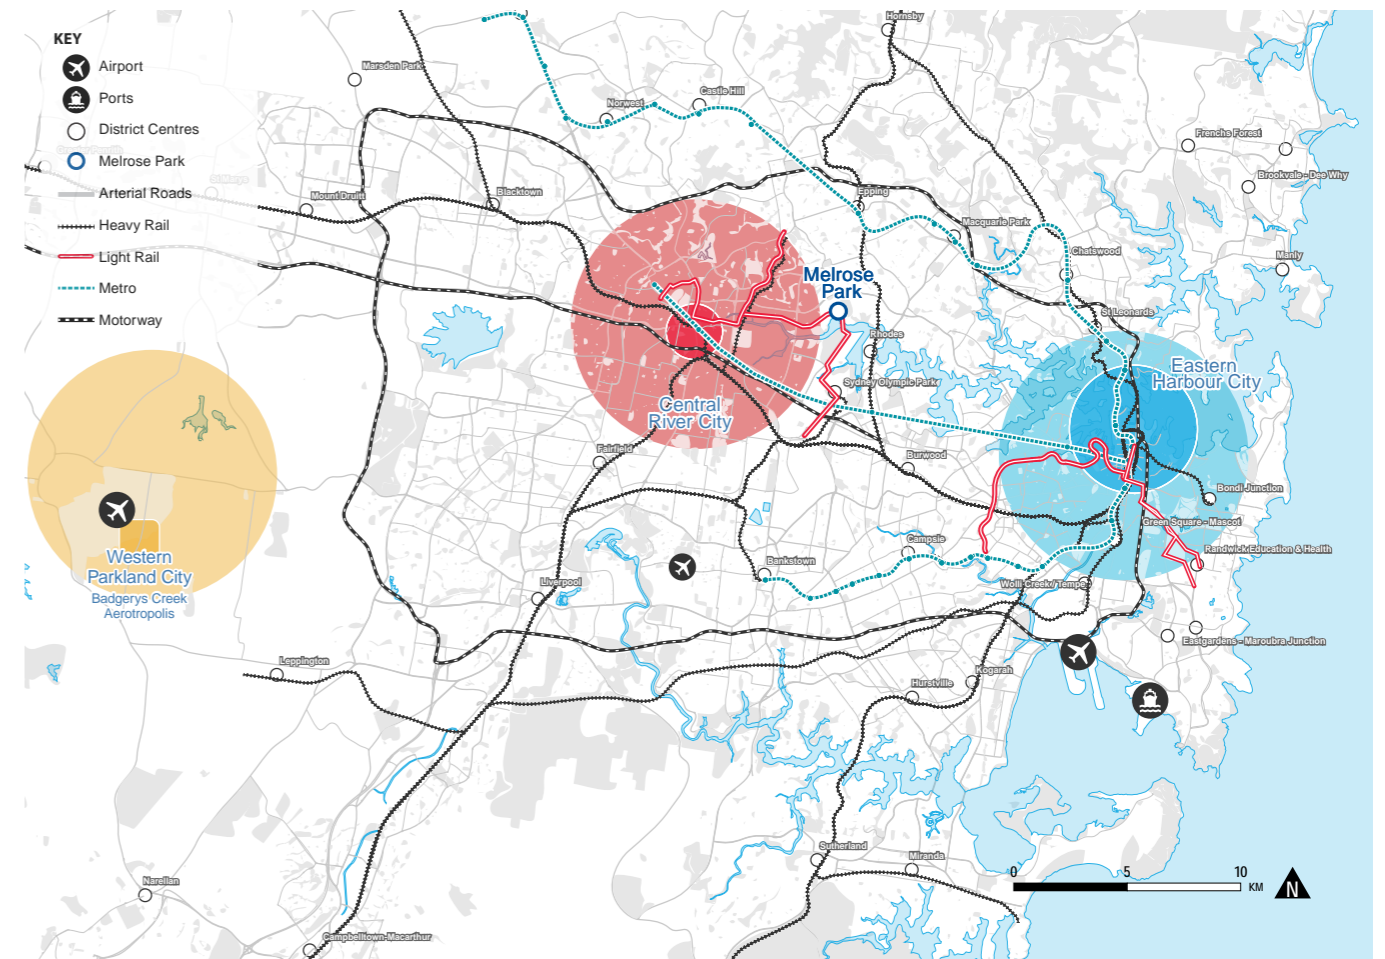 KEY
Airport
Ports
District Centres
Melrose Park
Arterial Roads
Heavy Rail
Light Rail
Metro
Motorway
Hornsby
Marsden Park
Norwest
Castle Hill
Frenchs Forest
Brookvale - Dee Why
St Marys
Mount Druitt
Blacktown
Epping
Macquarie Park
Chatswood
Manly
Melrose
Park
Rhodes
St Leonards
Sydney Olympic Park
Eastern
Harbour City
Central
River City
Fairfield
Burwood
Bondi Junction
Green Square - Mascot
Campsie
Randwick Education & Health
Bankstown
Wolli Creek / Tempe
Western
Parkland City
Badgerys Creek
Aerotropolis
Liverpool
Eastgardens - Maroubra Junction
Leppington
Kogarah
Hurstville
Sutherland
Miranda
Narellan
Campbelltown-Macarthur
0
5
10
KM
N